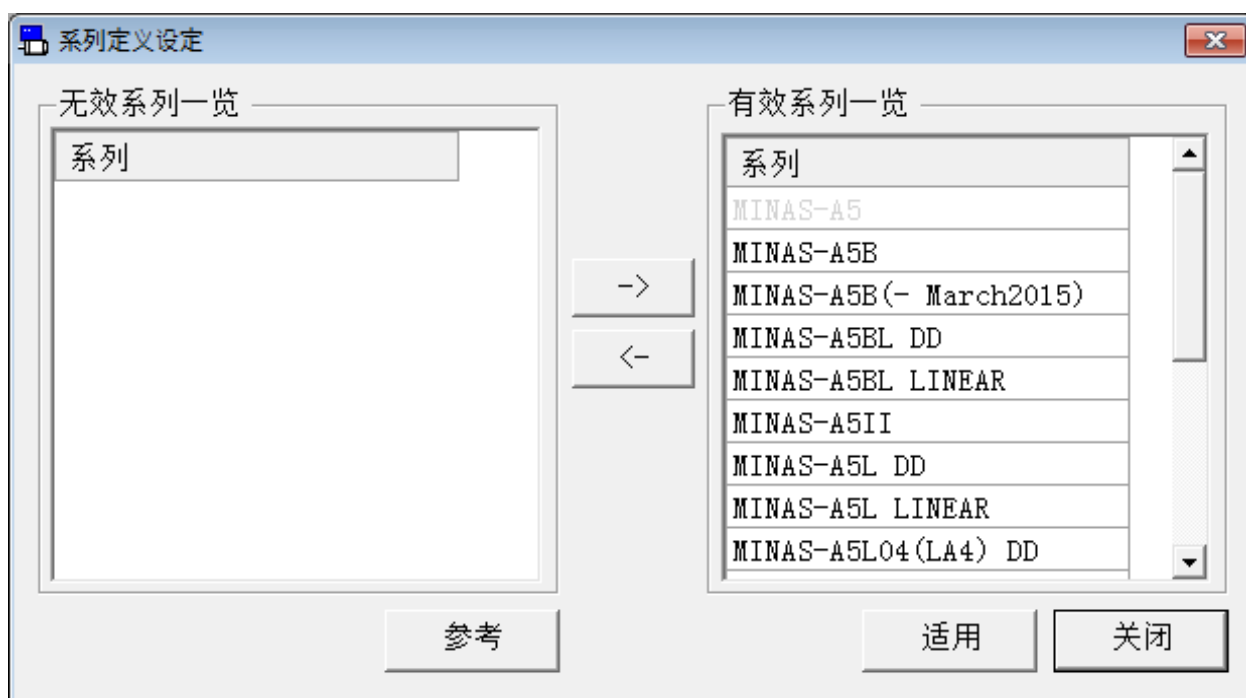 系列定义设定
无效系列一览
系列
->
<-
参考
有效系列一览
系列
MINAS-A5
MINAS-A5B
MINAS-A5B(- March2015)
MINAS-A5BL DD
MINAS-A5BL LINEAR
MINAS-A5II
MINAS-A5L DD
MINAS-A5L LINEAR
MINAS-A5L04(LA4) DD
适用
关闭